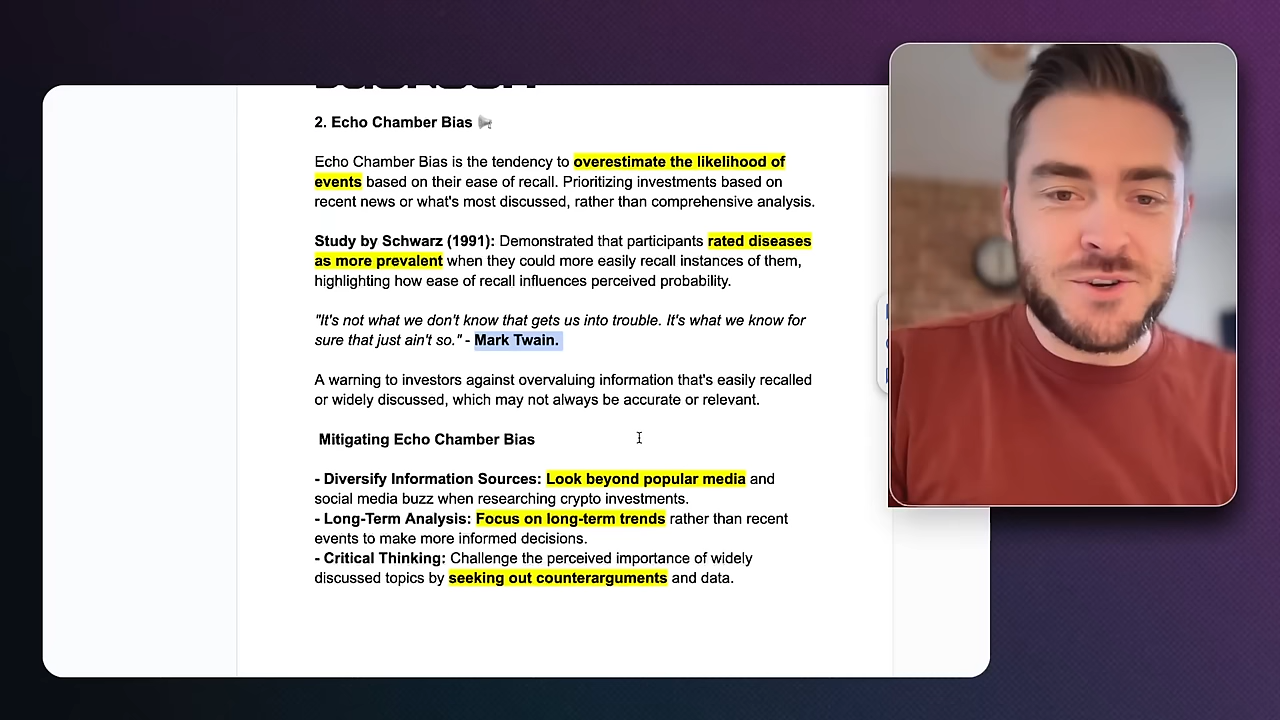 2. Echo Chamber Bias
Echo Chamber Bias is the tendency to overestimate the likelihood of
events based on their ease of recall. Prioritizing investments based on
recent news or what's most discussed, rather than comprehensive analysis.
Study by Schwarz (1991): Demonstrated that participants rated diseases
as more prevalent when they could more easily recall instances of them,
highlighting how ease of recall influences perceived probability.
"It's not what we don't know that gets us into trouble. It's what we know for
sure that just ain't so." - Mark Twain.
A warning to investors against overvaluing information that's easily recalled
or widely discussed, which may not always be accurate or relevant.
Mitigating Echo Chamber Bias
- Diversify Information Sources: Look beyond popular media and
social media buzz when researching crypto investments.
- Long-Term Analysis: Focus on long-term trends rather than recent
events to make more informed decisions.
- Critical Thinking: Challenge the perceived importance of widely
discussed topics by seeking out counterarguments and data.